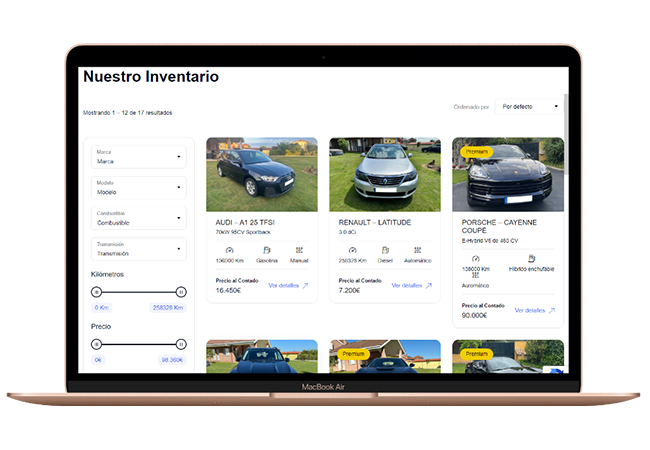 Nuestro Inventario
Mostrando 1 – 12 de 17 resultados
Ordenado por
Por defecto
Marca
Marca
Modelo
Modelo
Combustible
Combustible
Transmisión
Transmisión
Kilómetros
0 Km
258328 Km
Precio
0€
98.360€
AUDI – A1 25 TFSI
70kW 95CV Sportback
136000 Km
Gasolina
Manual
Precio al Contado
16.450€
Ver detalles
RENAULT – LATITUDE
3.0 dCi
258328 Km
Diesel
Automático
Precio al Contado
7.200€
Ver detalles
Premium
PORSCHE – CAYENNE
COUPÉ
E-Hybrid V6 de 463 CV
136000 Km
Híbrido enchufable
Automático
Precio al Contado
90.000€
Ver detalles
Premium
Premium
MacBook Air